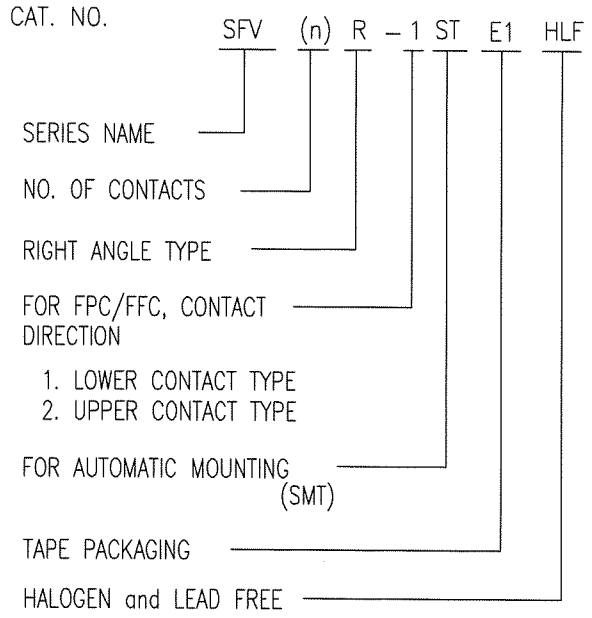 CAT. NO.
SFV (n) R - 1 ST E1 HLF
SERIES NAME
NO. OF CONTACTS
RIGHT ANGLE TYPE
FOR FPC/FFC, CONTACT
DIRECTION
1. LOWER CONTACT TYPE
2. UPPER CONTACT TYPE
FOR AUTOMATIC MOUNTING
(SMT)
TAPE PACKAGING
HALOGEN and LEAD FREE